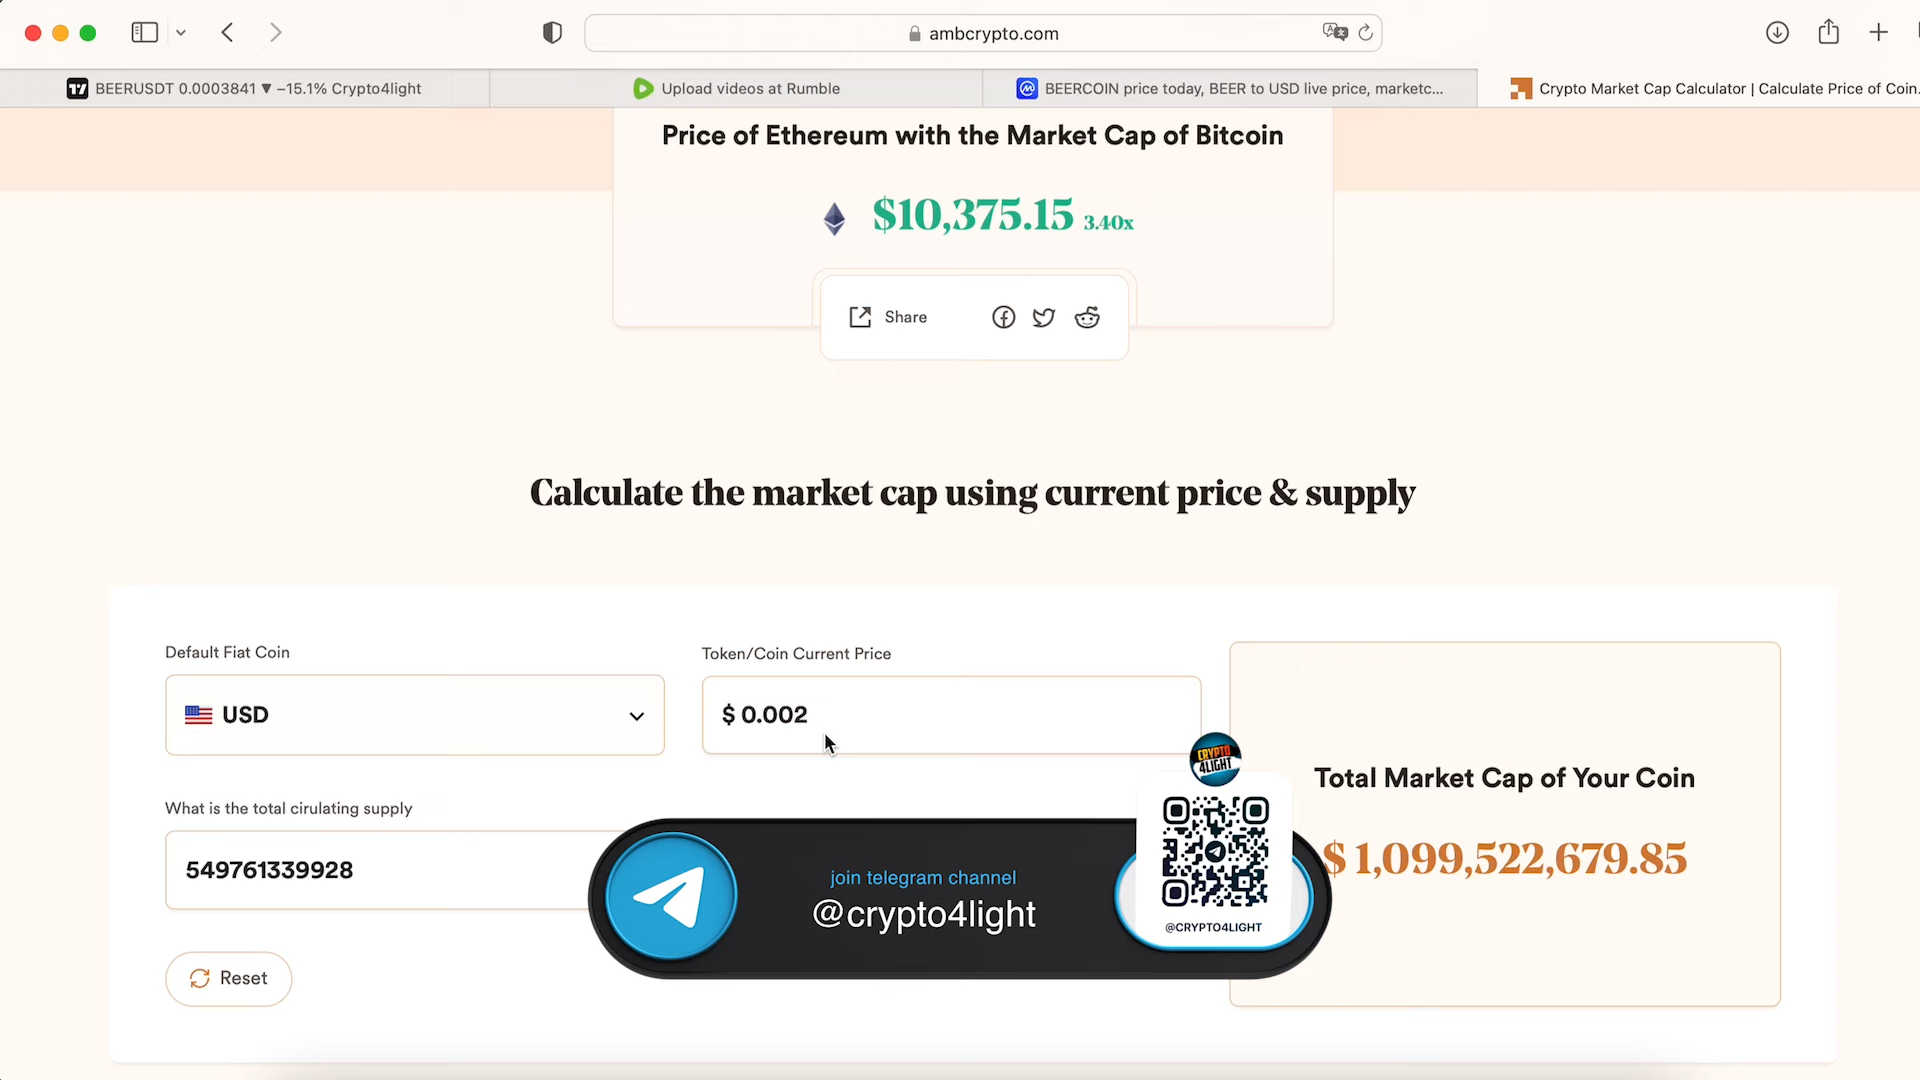 ambcrypto.com
BEERUSDT 0.0003841 ▼ −15.1% Crypto4light
Upload videos at Rumble
BEERCOIN price today, BEER to USD live price, marketc...
Crypto Market Cap Calculator | Calculate Price of Coin.
Price of Ethereum with the Market Cap of Bitcoin
$10,375.15 3.40x
Share
Calculate the market cap using current price & supply
Default Fiat Coin
USD
Token/Coin Current Price
$ 0.002
What is the total cirulating supply
549761339928
Reset
Total Market Cap of Your Coin
$ 1,099,522,679.85
CRYPTO
4LIGHT
join telegram channel
@crypto4light
@CRYPTO4LIGHT